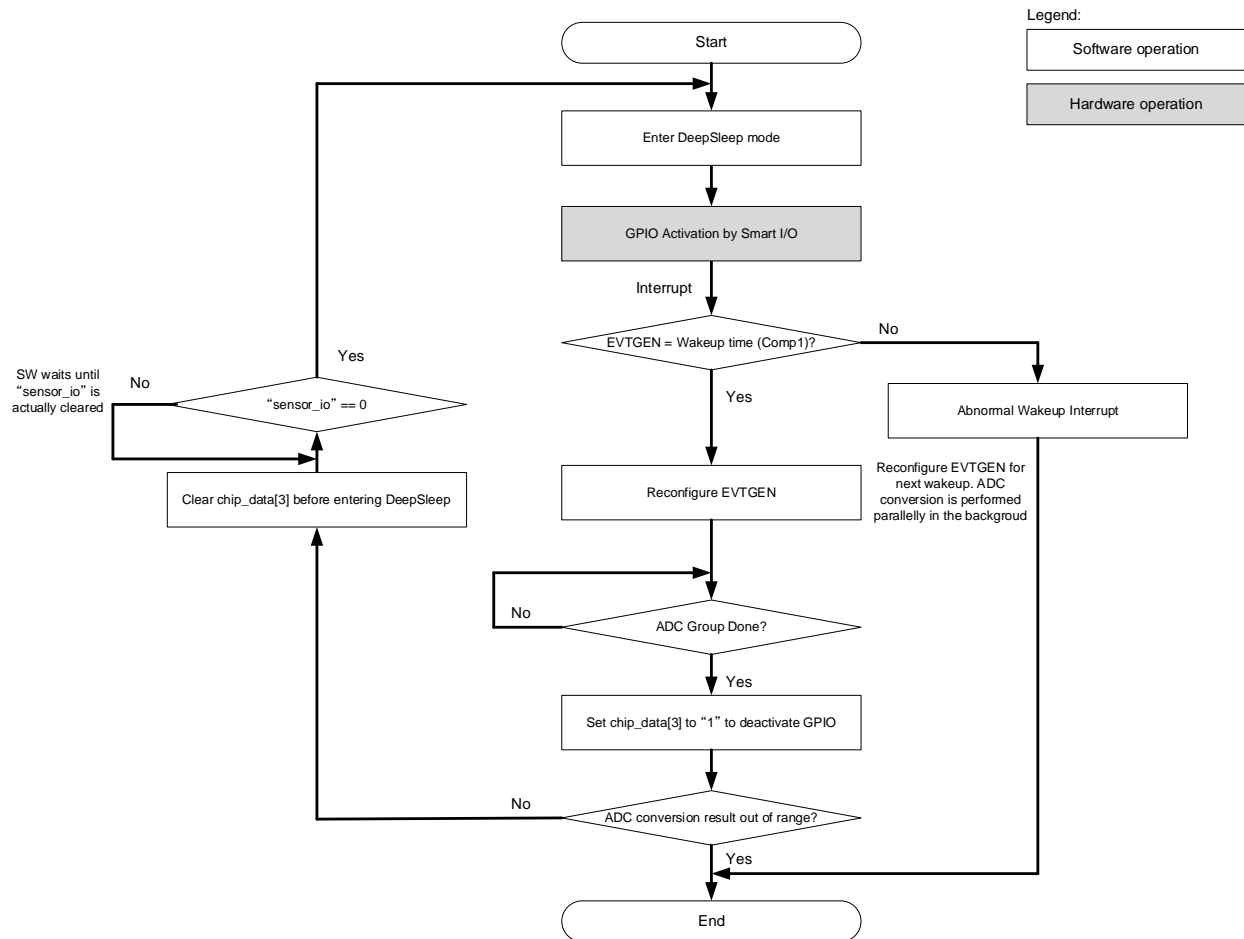 Legend:
Software operation
Hardware operation
Start
Enter DeepSleep mode
GPIO Activation by Smart I/O
Interrupt
EVTGEN = Wakeup time (Comp1)?
No
Yes
Abnormal Wakeup Interrupt
Reconfigure EVTGEN for
next wakeup. ADC
conversion is performed
parallelly in the backgroud
Reconfigure EVTGEN
ADC Group Done?
No
Yes
Set chip_data[3] to “1” to deactivate GPIO
ADC conversion result out of range?
No
Yes
Clear chip_data[3] before entering DeepSleep
“sensor_io” == 0
No
Yes
SW waits until
“sensor_io” is
actually cleared
End